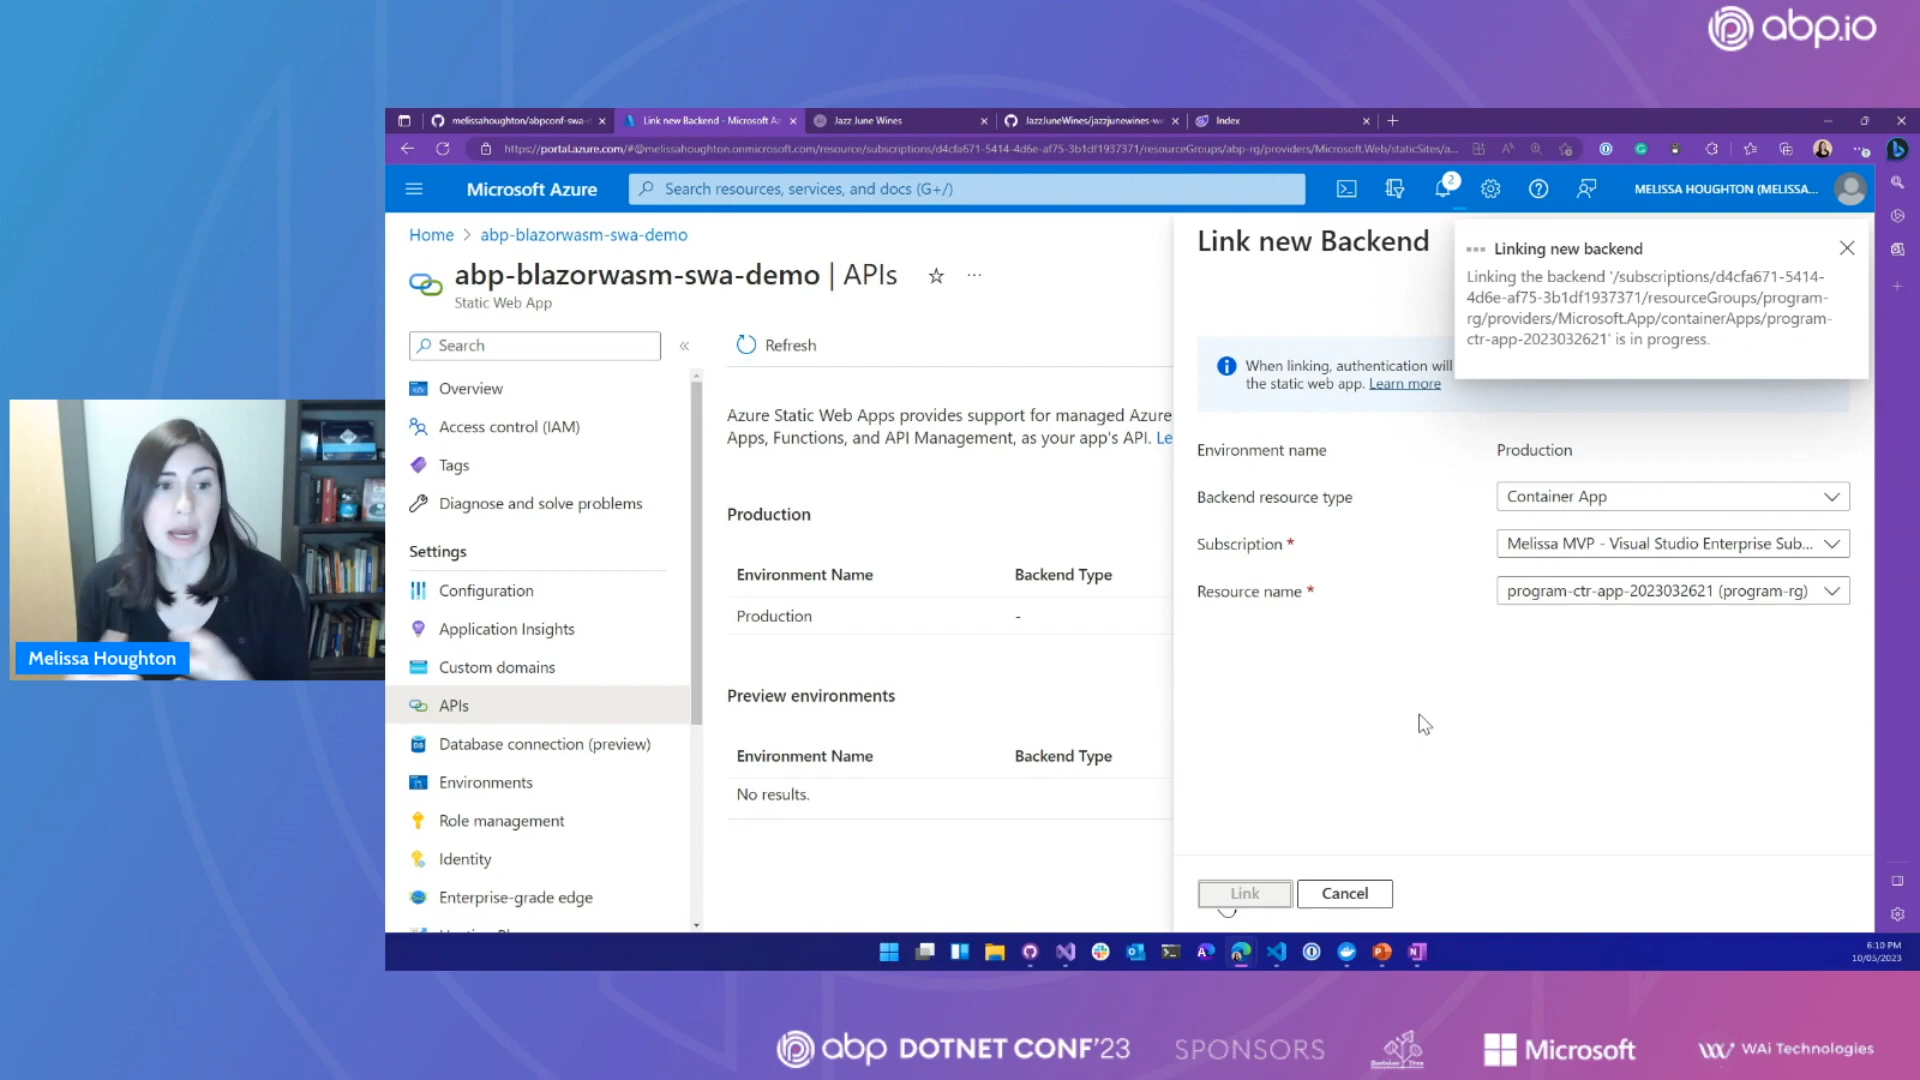 abp.io
melissahoughton/abpconf-swa-
Link new Backend - Microsoft Az
Jazz June Wines
JazzJuneWines/jazzjunewines-we
Index
https://portal.azure.com/#@melissahoughton.onmicrosoft.com/resource/subscriptions/d4cfa671-5414-4d6e-af75-3b1df1937371/resourceGroups/abp-rg/providers/Microsoft.Web/staticSites/a...
Microsoft Azure
Search resources, services, and docs (G+/)
2
MELISSA HOUGHTON (MELISSA...
Home > abp-blazorwasm-swa-demo
abp-blazorwasm-swa-demo | APIs
Static Web App
Search
Refresh
Overview
Access control (IAM)
Tags
Diagnose and solve problems
Settings
Configuration
Application Insights
Custom domains
APIs
Database connection (preview)
Environments
Role management
Identity
Enterprise-grade edge
Azure Static Web Apps provides support for managed Azure
Apps, Functions, and API Management, as your app's API. Le
Production
Environment Name Backend Type
Production -
Preview environments
Environment Name Backend Type
No results.
Link new Backend
Linking new backend
Linking the backend '/subscriptions/d4cfa671-5414-
4d6e-af75-3b1df1937371/resourceGroups/program-
rg/providers/Microsoft.App/containerApps/program-
ctr-app-2023032621' is in progress.
When linking, authentication will
the static web app. Learn more
Environment name Production
Backend resource type Container App
Subscription * Melissa MVP - Visual Studio Enterprise Sub...
Resource name * program-ctr-app-2023032621 (program-rg)
Link Cancel
6:10 PM
10/05/2023
Melissa Houghton
abp DOTNET CONF'23
SPONSORS
Microsoft
WAi Technologies